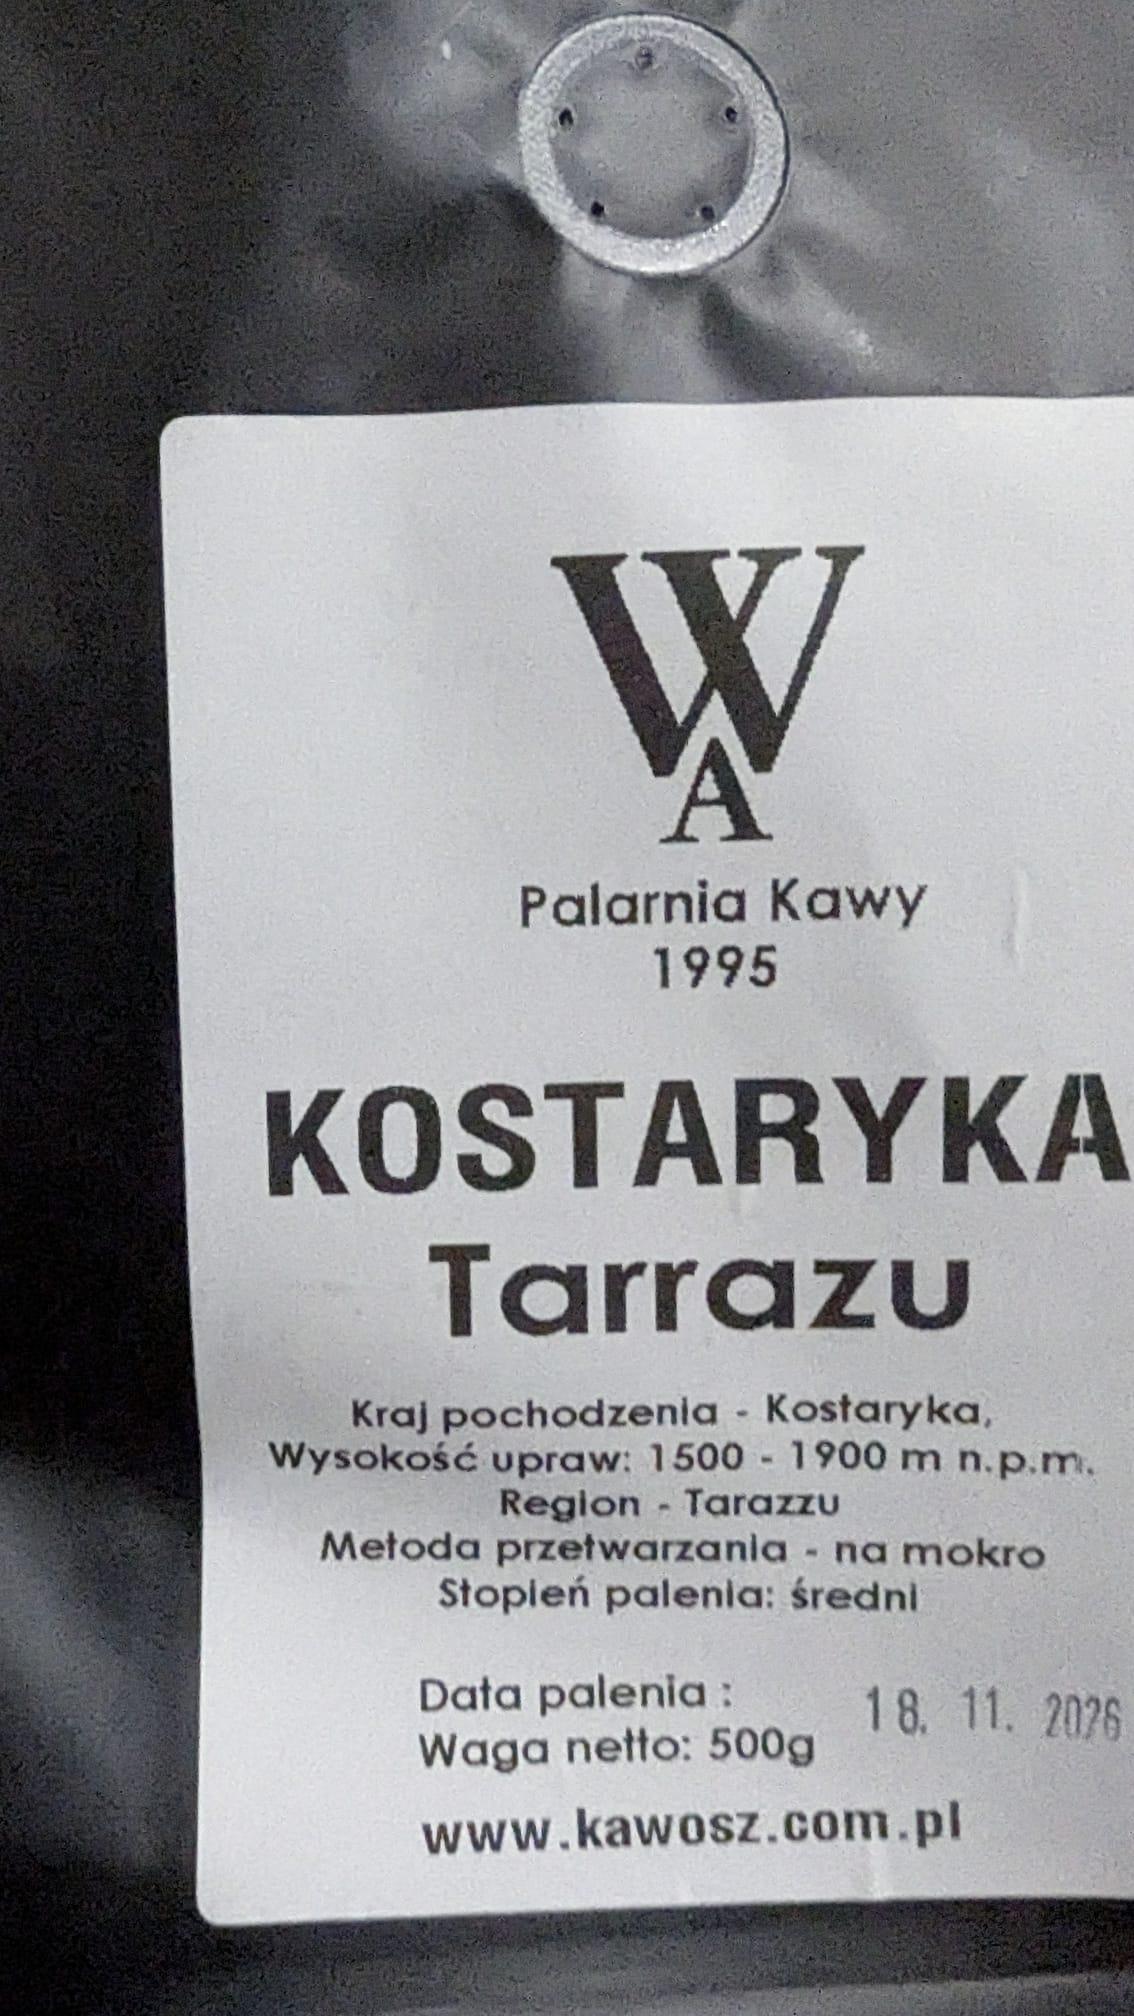 WA
Palarnia Kawy
1995
KOSTARYKA
Tarrazu
Kraj pochodzenia - Kostaryka,
Wysokość upraw: 1500 - 1900 m n.p.m.
Region - Tarazzu
Metoda przetwarzania - na mokro
Stopień palenia: średni
Data palenia : 18. 11. 2026
Waga netto: 500g
www.kawosz.com.pl